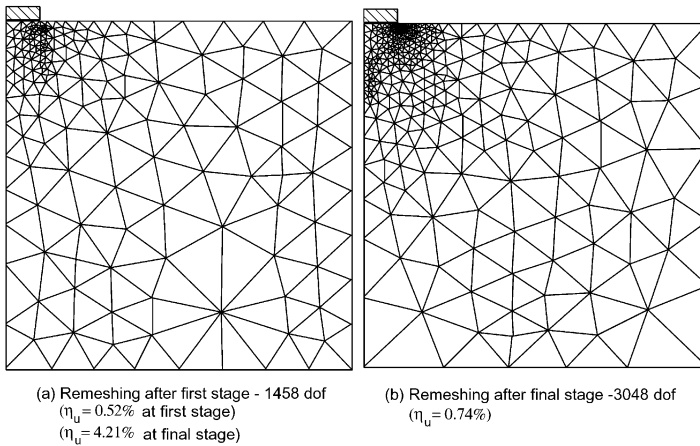 (a) Remeshing after first stage - 1458 dof
(ηu = 0.52% at first stage)
(ηu = 4.21% at final stage)
(b) Remeshing after final stage -3048 dof
(ηu = 0.74%)